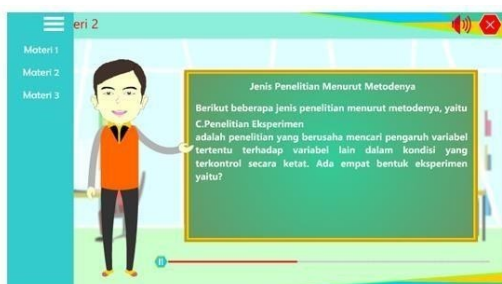 eri 2
Materi 1
Materi 2
Materi 3
Jenis Penelitian Menurut Metodenya
Berikut beberapa jenis penelitian menurut metodenya, yaitu
C.Penelitian Eksperimen
adalah penelitian yang berusaha mencari pengaruh variabel
tertentu terhadap variabel lain dalam kondisi yang
terkontrol secara ketat. Ada empat bentuk eksperimen
yaitu?